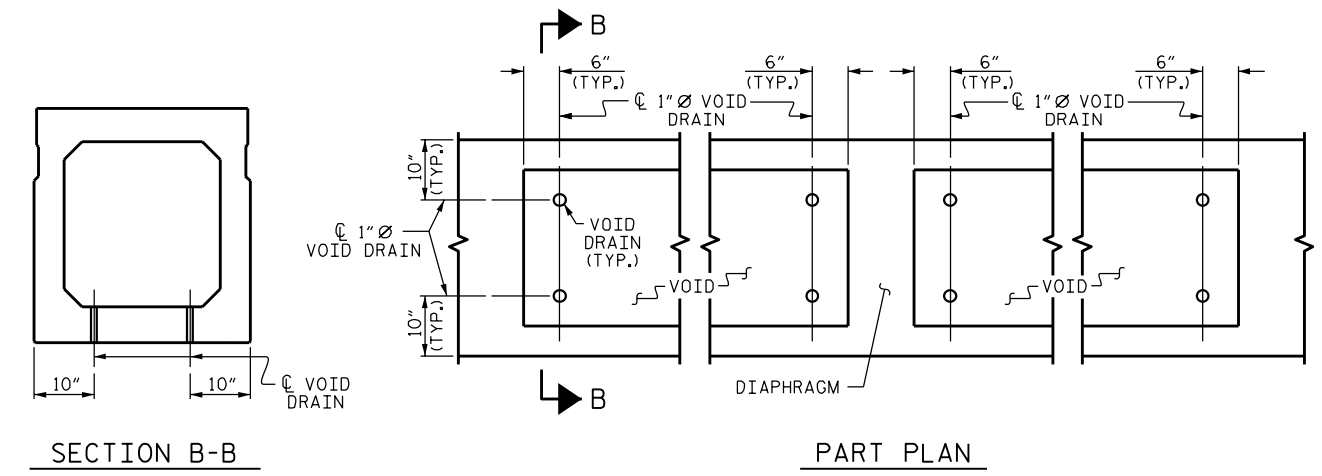 B
6"
(TYP.)
6"
(TYP.)
6"
(TYP.)
6"
(TYP.)
℄ 1"Ø VOID
DRAIN
℄ 1"Ø VOID
DRAIN
10"
(TYP.)
℄ 1"Ø
VOID DRAIN
VOID
DRAIN
(TYP.)
VOID
VOID
10"
(TYP.)
10"
10"
℄ VOID
DRAIN
DIAPHRAGM
B
SECTION B-B
PART PLAN